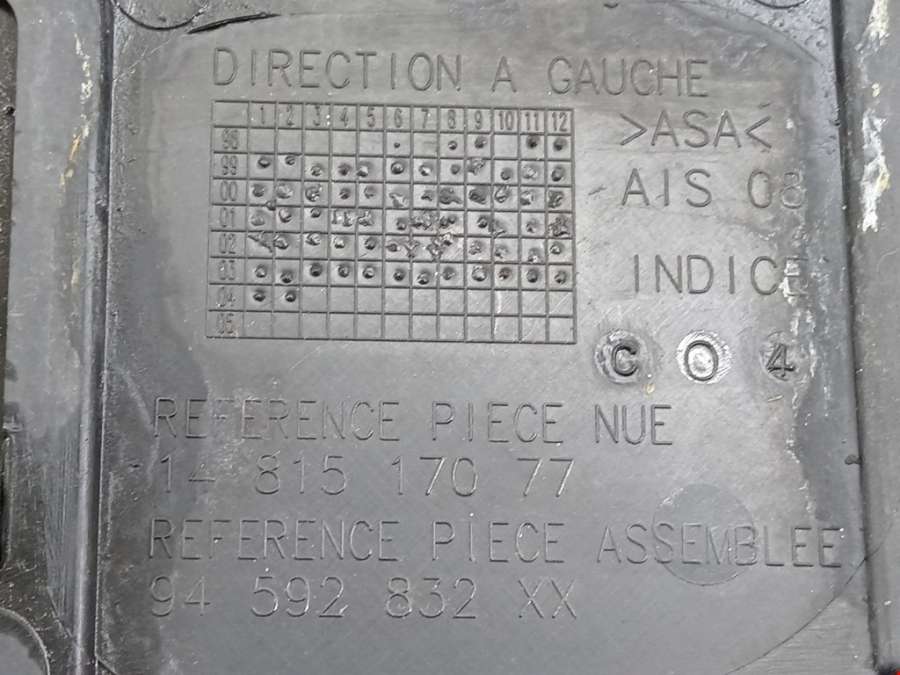 DIRECTION A GAUCHE
1 2 3 4 5 6 7 8 9 10 11 12
98
99
00
01
02
03
04
05
>ASA<
AIS 08
INDICE
C O 4
REFERENCE PIECE NUE
14 815 170 77
REFERENCE PIECE ASSEMBLEE
94 592 832 XX